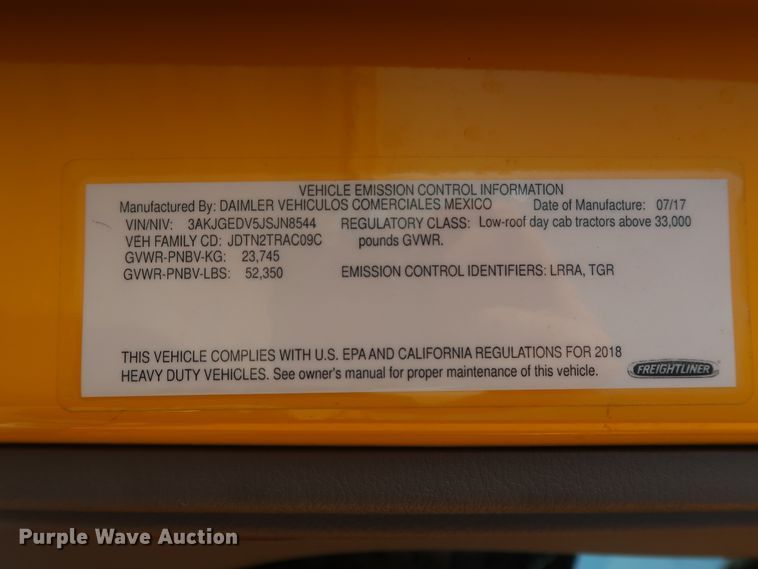 VEHICLE EMISSION CONTROL INFORMATION
Manufactured By: DAIMLER VEHICULOS COMERCIALES MEXICO Date of Manufacture: 07/17
VIN/NIV: 3AKJGEDV5JSJN8544 REGULATORY CLASS: Low-roof day cab tractors above 33,000
VEH FAMILY CD: JDTN2TRAC09C pounds GVWR.
GVWR-PNBV-KG: 23,745
GVWR-PNBV-LBS: 52,350 EMISSION CONTROL IDENTIFIERS: LRRA, TGR
THIS VEHICLE COMPLIES WITH U.S. EPA AND CALIFORNIA REGULATIONS FOR 2018
HEAVY DUTY VEHICLES. See owner's manual for proper maintenance of this vehicle.
FREIGHTLINER
Purple Wave Auction